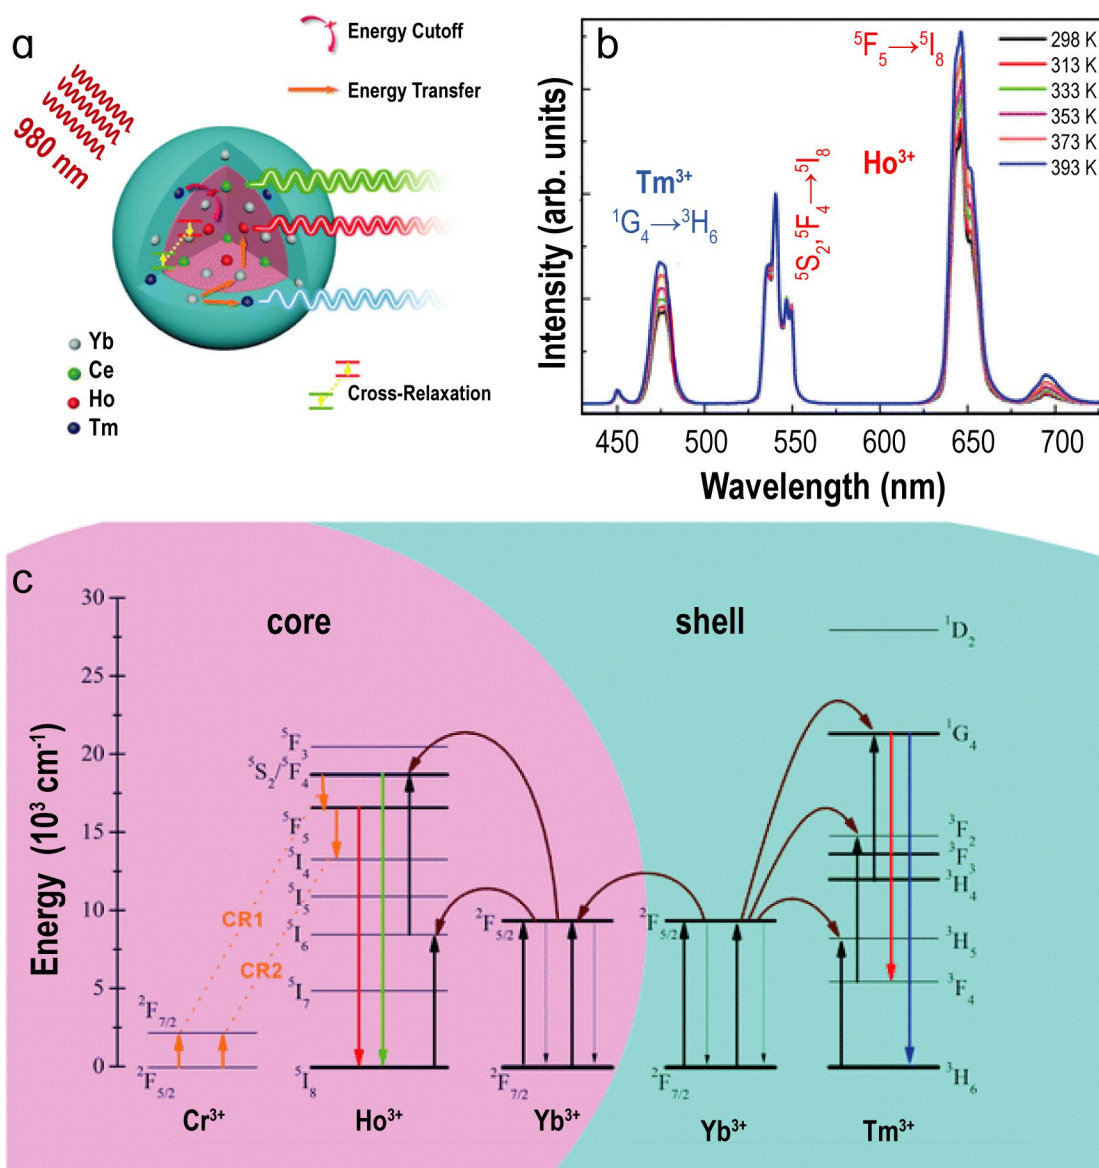 a
Energy Cutoff
Energy Transfer
980 nm
Yb
Ce
Ho
Tm
Cross-Relaxation
b
Intensity (arb. units)
⁵F₅→⁵I₈
298 K
313 K
333 K
353 K
373 K
393 K
Tm³⁺
¹G₄→³H₆
⁵S₂,⁵F₄→⁵I₈
Ho³⁺
450 500 550 600 650 700
Wavelength (nm)
c
core
shell
Energy (10³ cm⁻¹)
30
25
20
15
10
5
0
CR1
CR2
²F₇/₂
²F₅/₂
Cr³⁺
⁵F₃
⁵S₂/⁵F₄
⁵F₅
⁵I₄
⁵I₅
⁵I₆
⁵I₇
⁵I₈
Ho³⁺
²F₅/₂
²F₇/₂
Yb³⁺
²F₅/₂
²F₇/₂
Yb³⁺
¹D₂
¹G₄
³F₂
³F₃
³H₄
³H₅
³F₄
³H₆
Tm³⁺